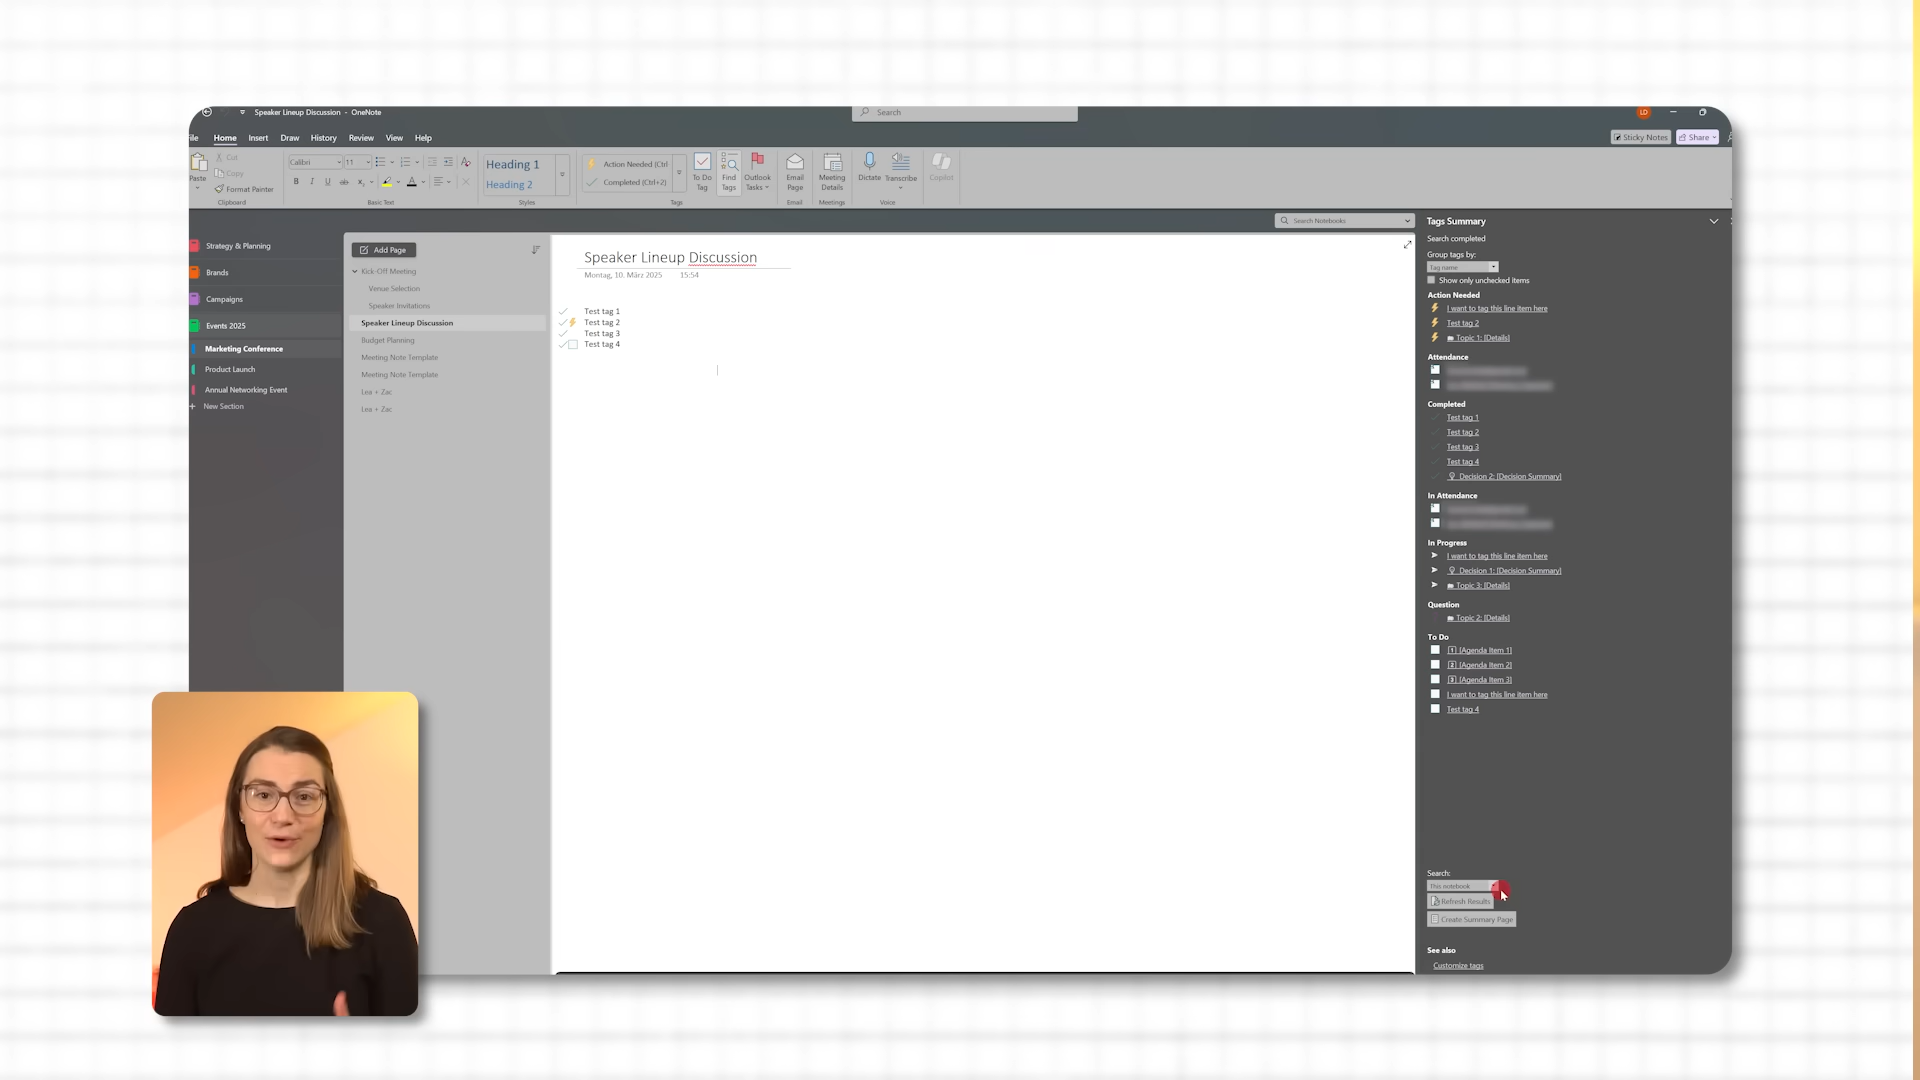 Speaker Lineup Discussion - OneNote
Search
LD
ile
Home
Insert
Draw
History
Review
View
Help
Sticky Notes
Share
Paste
Cut
Copy
Format Painter
Clipboard
Calibri
11
Basic Text
Heading 1
Heading 2
Styles
Action Needed (Ctrl
Completed (Ctrl+2)
Tags
To Do
Tag
Find
Tags
Outlook
Tasks
Email
Page
Email
Meeting
Details
Meetings
Dictate
Transcribe
Voice
Copilot
Search Notebooks
Strategy & Planning
Brands
Campaigns
Events 2025
Marketing Conference
Product Launch
Annual Networking Event
New Section
Add Page
Kick-Off Meeting
Venue Selection
Speaker Invitations
Speaker Lineup Discussion
Budget Planning
Meeting Note Template
Meeting Note Template
Lea + Zac
Lea + Zac
Speaker Lineup Discussion
Montag, 10. März 2025 15:54
Test tag 1
Test tag 2
Test tag 3
Test tag 4
Tags Summary
Search completed
Group tags by:
Tag name
Show only unchecked items
Action Needed
I want to tag this line item here
Test tag 2
Topic 1: [Details]
Attendance
Completed
Test tag 1
Test tag 2
Test tag 3
Test tag 4
Decision 2: [Decision Summary]
In Attendance
In Progress
I want to tag this line item here
Decision 1: [Decision Summary]
Topic 3: [Details]
Question
Topic 2: [Details]
To Do
1 [Agenda Item 1]
2 [Agenda Item 2]
3 [Agenda Item 3]
I want to tag this line item here
Test tag 4
Search:
This notebook
Refresh Results
Create Summary Page
See also
Customize tags